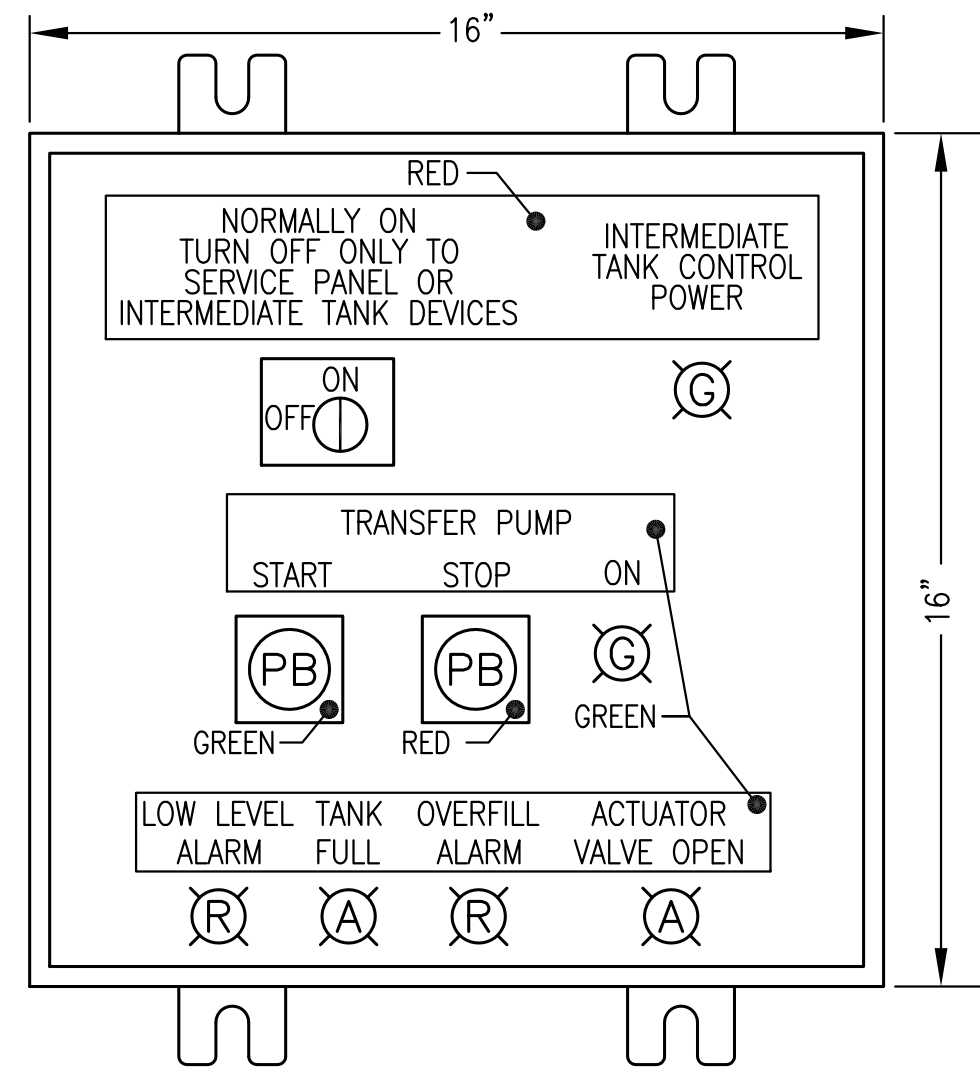 16”
RED
NORMALLY ON
TURN OFF ONLY TO
SERVICE PANEL OR
INTERMEDIATE TANK DEVICES
INTERMEDIATE
TANK CONTROL
POWER
ON
OFF
G
TRANSFER PUMP
START STOP ON
PB PB G
GREEN RED GREEN
16”
LOW LEVEL TANK OVERFILL ACTUATOR
ALARM FULL ALARM VALVE OPEN
R A R A